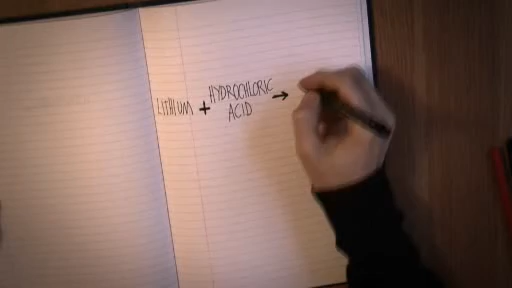 LITHIUM + HYDROCHLORIC →
ACID